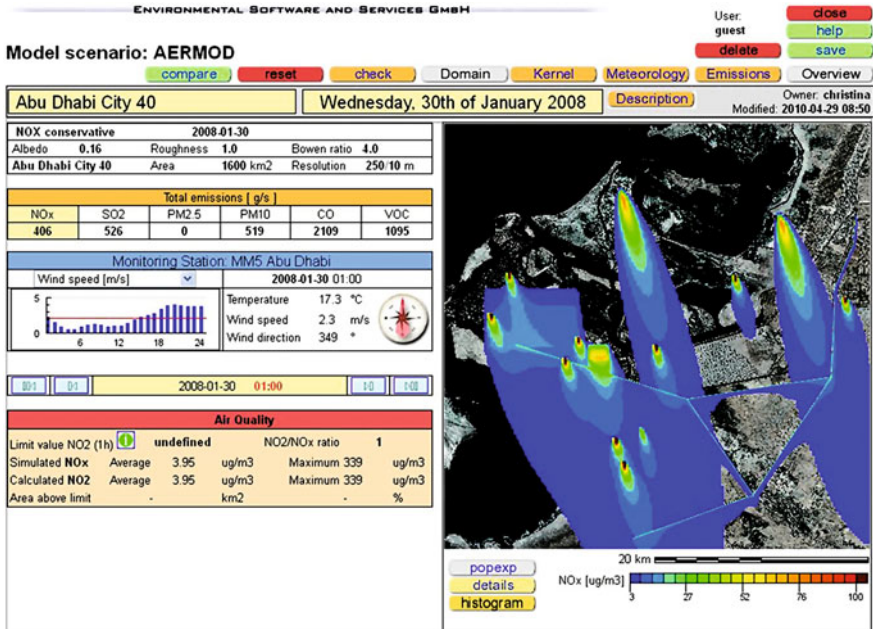 ENVIRONMENTAL SOFTWARE AND SERVICES GMBH
User:
guest
close
help
save
delete
Model scenario: AERMOD
compare reset check Domain Kernel Meteorology Emissions Overview
Abu Dhabi City 40 Wednesday, 30th of January 2008 Description Owner: christina
Modified: 2010-04-29 08:50
NOX conservative 2008-01-30
Albedo 0.16 Roughness 1.0 Bowen ratio 4.0
Abu Dhabi City 40 Area 1600 km2 Resolution 250/10 m
Total emissions [ g/s ]
NOx SO2 PM2.5 PM10 CO VOC
406 526 0 519 2109 1095
Monitoring Station: MM5 Abu Dhabi
Wind speed [m/s] 2008-01-30 01:00
5
0
6 12 18 24
Temperature 17.3 °C
Wind speed 2.3 m/s
Wind direction 349 °
2008-01-30 01:00
Air Quality
Limit value NO2 (1h) undefined NO2/NOx ratio 1
Simulated NOx Average 3.95 ug/m3 Maximum 339 ug/m3
Calculated NO2 Average 3.95 ug/m3 Maximum 339 ug/m3
Area above limit - km2 - %
popexp
details
histogram
20 km
NOx [ug/m3]
3 27 52 76 100